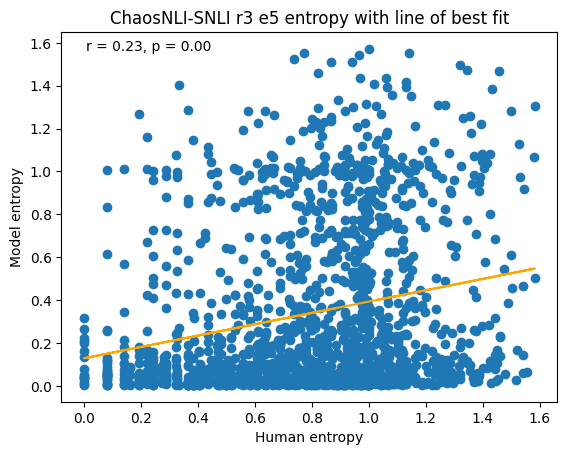 ChaosNLI-SNLI r3 e5 entropy with line of best fit
r = 0.23, p = 0.00
1.6
1.4
1.2
1.0
0.8
0.6
0.4
0.2
0.0
Model entropy
0.0 0.2 0.4 0.6 0.8 1.0 1.2 1.4 1.6
Human entropy